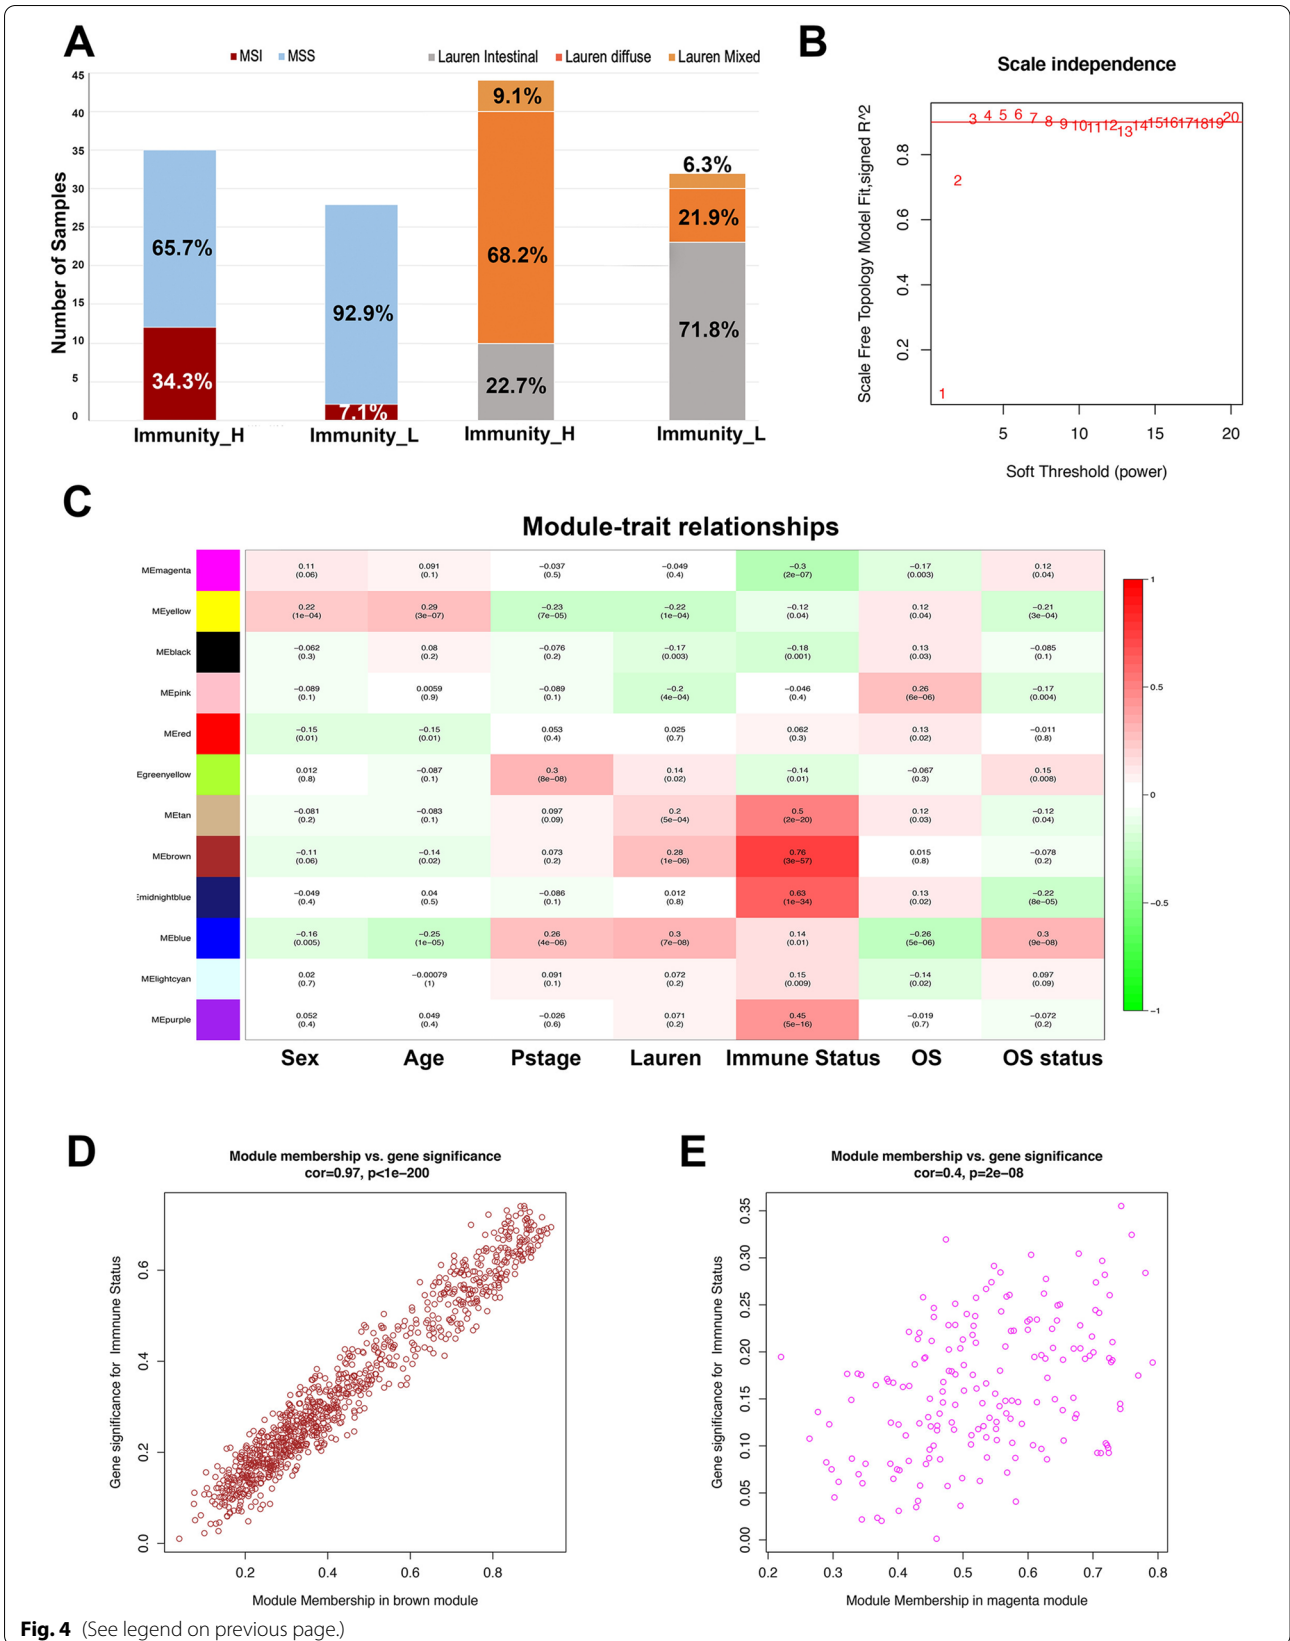 A
MSI MSS Lauren Intestinal Lauren diffuse Lauren Mixed
45
40
35
30
25
20
15
10
5
0
Number of Samples
65.7%
34.3%
92.9%
7.1%
9.1%
68.2%
22.7%
6.3%
21.9%
71.8%
Immunity_H Immunity_L Immunity_H Immunity_L
B
Scale independence
Scale Free Topology Model Fit,signed R^2
0.8
0.6
0.4
0.2
1 2 3 4 5 6 7 8 9 10 11 12 13 14 15 16 17 18 19 20
5 10 15 20
Soft Threshold (power)
C
Module-trait relationships
MEmagenta 0.11 0.091 −0.037 −0.049 −0.3 −0.17 0.12
(0.06) (0.1) (0.5) (0.4) (2e−07) (0.003) (0.04)
MEyellow 0.22 0.29 −0.23 −0.22 −0.12 0.12 −0.21
(1e−04) (3e−07) (7e−05) (1e−04) (0.04) (0.04) (3e−04)
MEblack −0.062 0.08 −0.076 −0.17 −0.18 0.13 −0.085
(0.3) (0.2) (0.2) (0.003) (0.001) (0.03) (0.1)
MEpink −0.089 0.0059 −0.089 −0.2 −0.046 0.26 −0.17
(0.1) (0.9) (0.1) (4e−04) (0.4) (6e−06) (0.004)
MEred −0.15 −0.15 0.053 0.025 0.062 0.13 −0.011
(0.01) (0.01) (0.4) (0.7) (0.3) (0.02) (0.8)
Egreenyellow 0.012 −0.087 0.3 0.14 −0.14 −0.067 0.15
(0.8) (0.1) (8e−08) (0.02) (0.01) (0.3) (0.008)
MEtan −0.081 −0.083 0.097 0.2 0.5 0.12 −0.12
(0.2) (0.1) (0.09) (5e−04) (2e−20) (0.03) (0.04)
MEbrown −0.11 −0.14 0.073 0.28 0.76 0.015 −0.078
(0.06) (0.02) (0.2) (1e−06) (3e−57) (0.8) (0.2)
Emidnightblue −0.049 0.04 −0.086 0.012 0.63 0.13 −0.22
(0.4) (0.5) (0.1) (0.8) (1e−34) (0.02) (8e−05)
MEblue −0.16 −0.25 0.26 0.3 0.14 −0.26 0.3
(0.005) (1e−05) (4e−06) (7e−08) (0.01) (5e−06) (9e−08)
MElightcyan 0.02 −0.00079 0.091 0.072 0.15 −0.14 0.097
(0.7) (1) (0.1) (0.2) (0.009) (0.02) (0.09)
MEpurple 0.052 0.049 −0.026 0.071 0.45 −0.019 −0.072
(0.4) (0.4) (0.6) (0.2) (5e−16) (0.7) (0.2)
Sex Age Pstage Lauren Immune Status OS OS status
1
0.5
0
−0.5
−1
D
Module membership vs. gene significance
cor=0.97, p<1e−200
Gene significance for Immnune Status
0.6
0.4
0.2
0.0
0.2 0.4 0.6 0.8
Module Membership in brown module
E
Module membership vs. gene significance
cor=0.4, p=2e−08
Gene significance for Immnune Status
0.35
0.30
0.25
0.20
0.15
0.10
0.05
0.00
0.2 0.3 0.4 0.5 0.6 0.7 0.8
Module Membership in magenta module
Fig. 4 (See legend on previous page.)